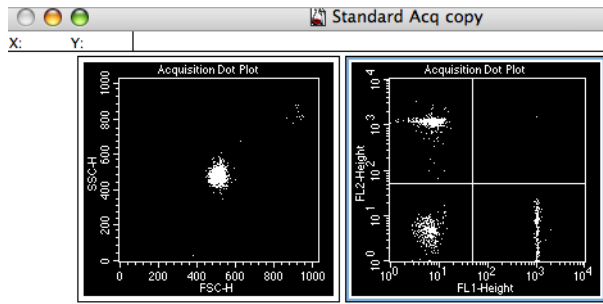 Standard Acq copy
X: Y:
Acquisition Dot Plot
SSC-H
1000
800
600
400
200
0
0 200 400 600 800 1000
FSC-H
Acquisition Dot Plot
FL2-Height
10⁴
10³
10²
10¹
10⁰
10⁰ 10¹ 10² 10³ 10⁴
FL1-Height